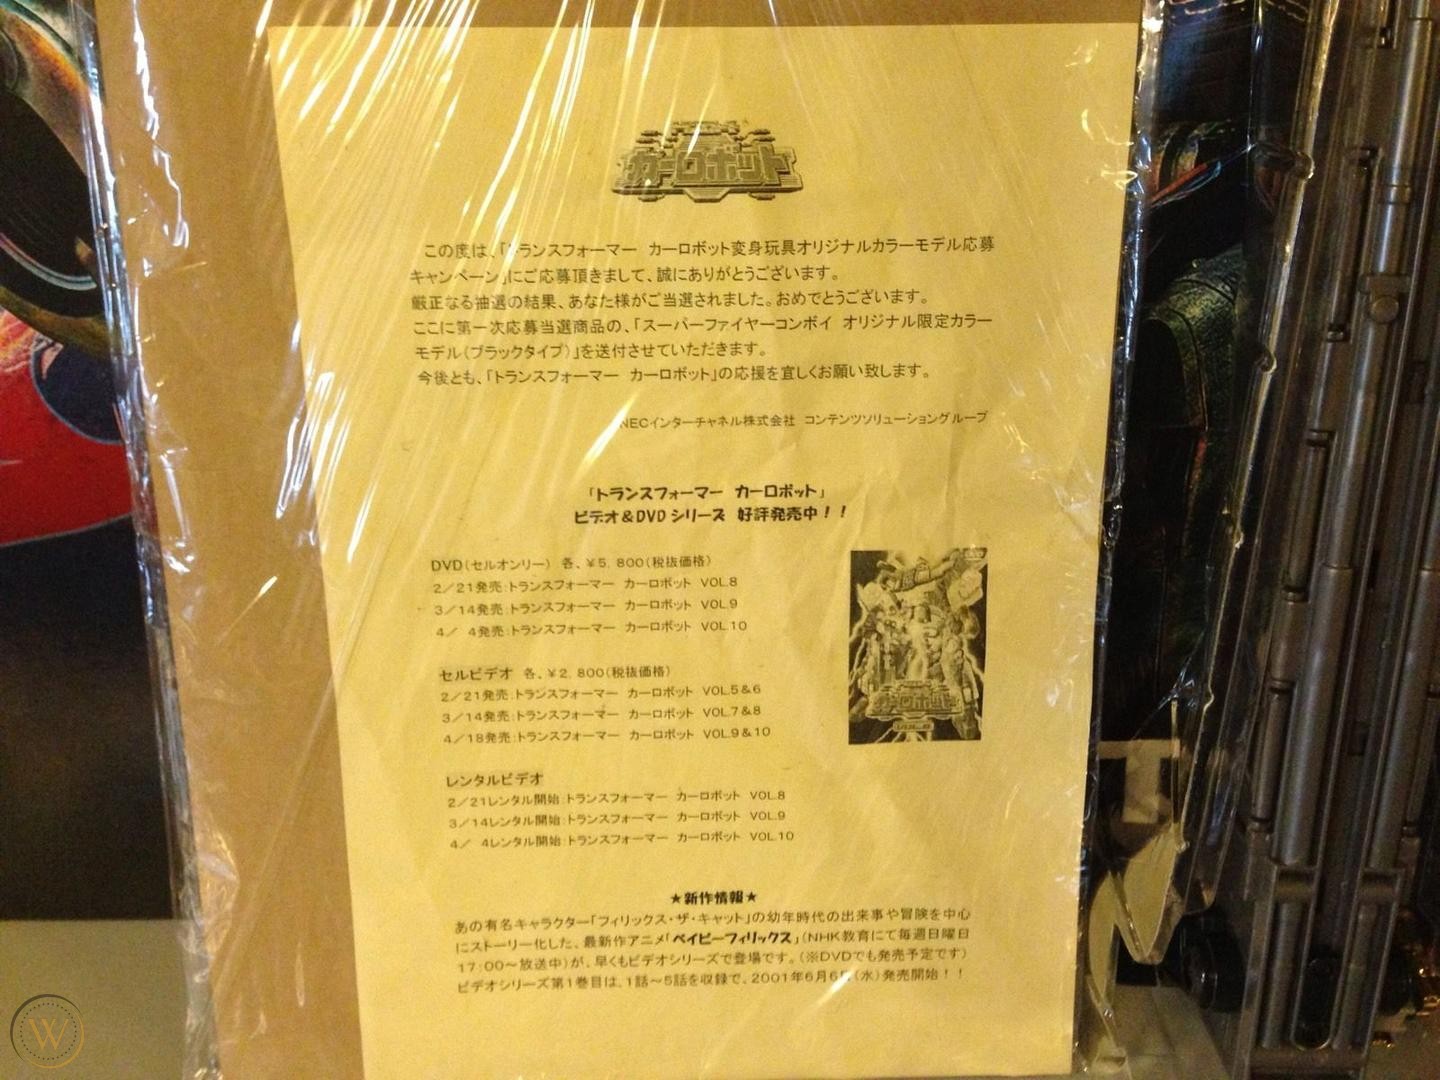 カーロボット
この度は、「トランスフォーマー カーロボット変身玩具オリジナルカラーモデル応募
キャンペーン」にご応募頂きまして、誠にありがとうございます。
厳正なる抽選の結果、あなた様がご当選されました。おめでとうございます。
ここに第一次応募当選商品の、「スーパーファイヤーコンボイ オリジナル限定カラー
モデル（ブラックタイプ）」を送付させていただきます。
今後とも、「トランスフォーマー カーロボット」の応援を宜しくお願い致します。
NECインターチャネル株式会社 コンテンツソリューショングループ
「トランスフォーマー カーロボット」
ビデオ＆DVDシリーズ 好評発売中！！
DVD（セルオンリー） 各、￥5，800（税抜価格）
2／21発売：トランスフォーマー カーロボット VOL.8
3／14発売：トランスフォーマー カーロボット VOL.9
4／ 4発売：トランスフォーマー カーロボット VOL.10
セルビデオ 各、￥2，800（税抜価格）
2／21発売：トランスフォーマー カーロボット VOL.5＆6
3／14発売：トランスフォーマー カーロボット VOL.7＆8
4／18発売：トランスフォーマー カーロボット VOL.9＆10
カーロボット
VOL.8
レンタルビデオ
2／21レンタル開始：トランスフォーマー カーロボット VOL.8
3／14レンタル開始：トランスフォーマー カーロボット VOL.9
4／ 4レンタル開始：トランスフォーマー カーロボット VOL.10
★新作情報★
あの有名キャラクター「フィリックス・ザ・キャット」の幼年時代の出来事や冒険を中心
にストーリー化した、最新作アニメ「ベイビーフィリックス」（NHK教育にて毎週日曜日
17：00～放送中）が、早くもビデオシリーズで登場です。（※DVDでも発売予定です）
ビデオシリーズ第1巻目は、1話～5話を収録で、2001年6月6日（水）発売開始！！
W